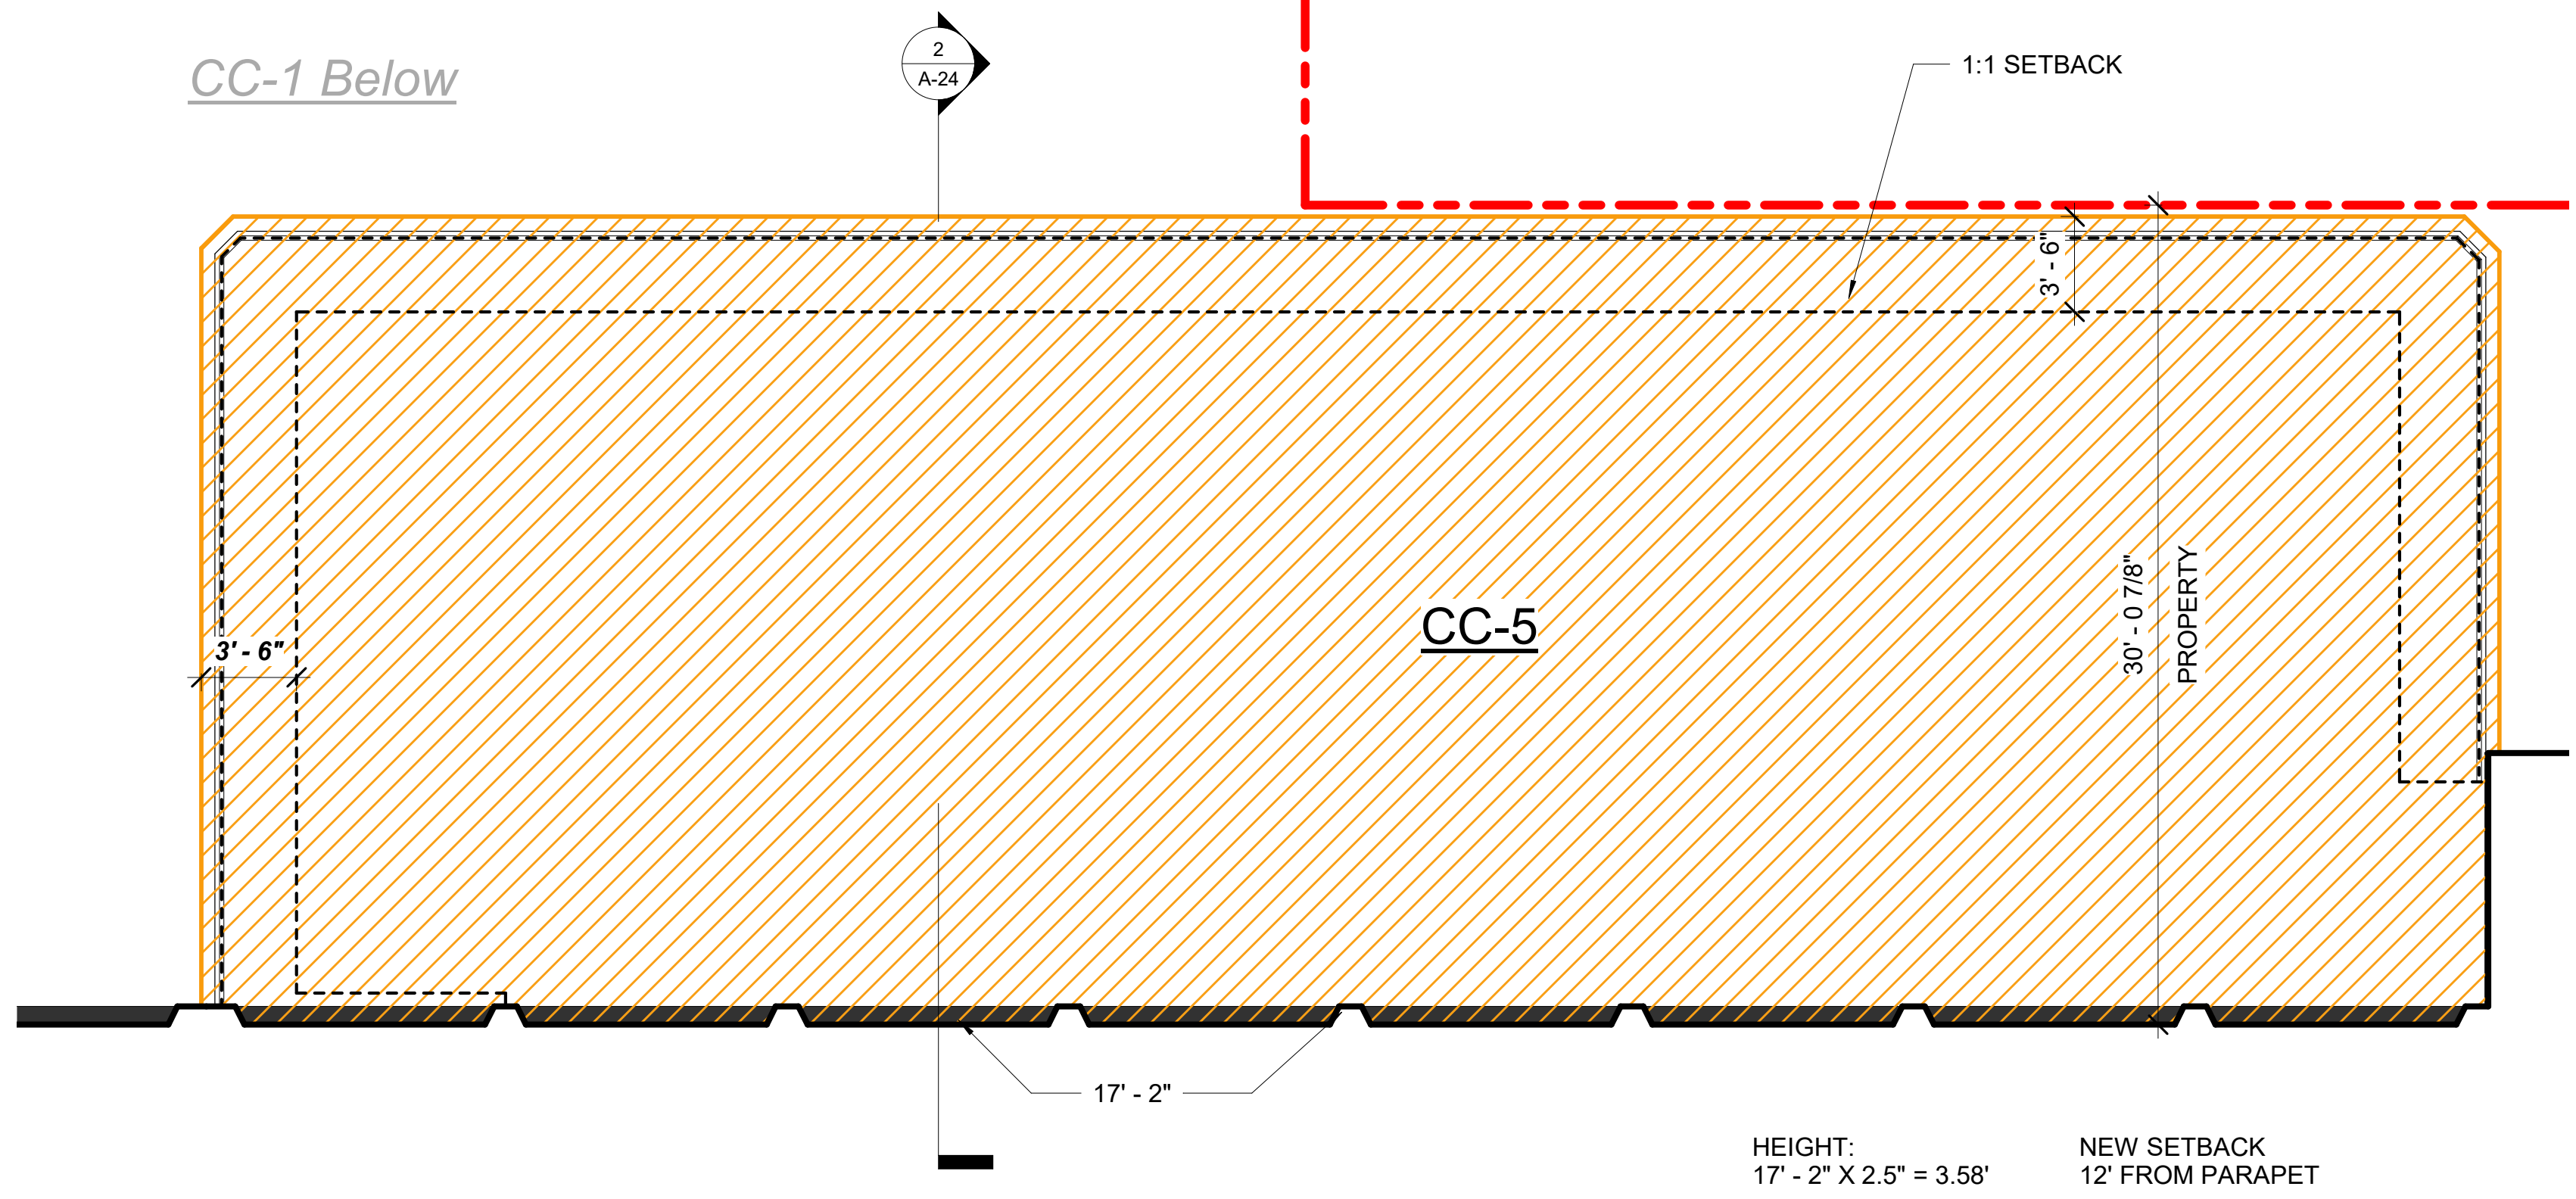 CC-1 Below
2
A-24
1:1 SETBACK
3' - 6"
3' - 6"
CC-5
30' - 0 7/8"
PROPERTY
17' - 2"
HEIGHT:
17' - 2" X 2.5" = 3.58'
NEW SETBACK
12' FROM PARAPET